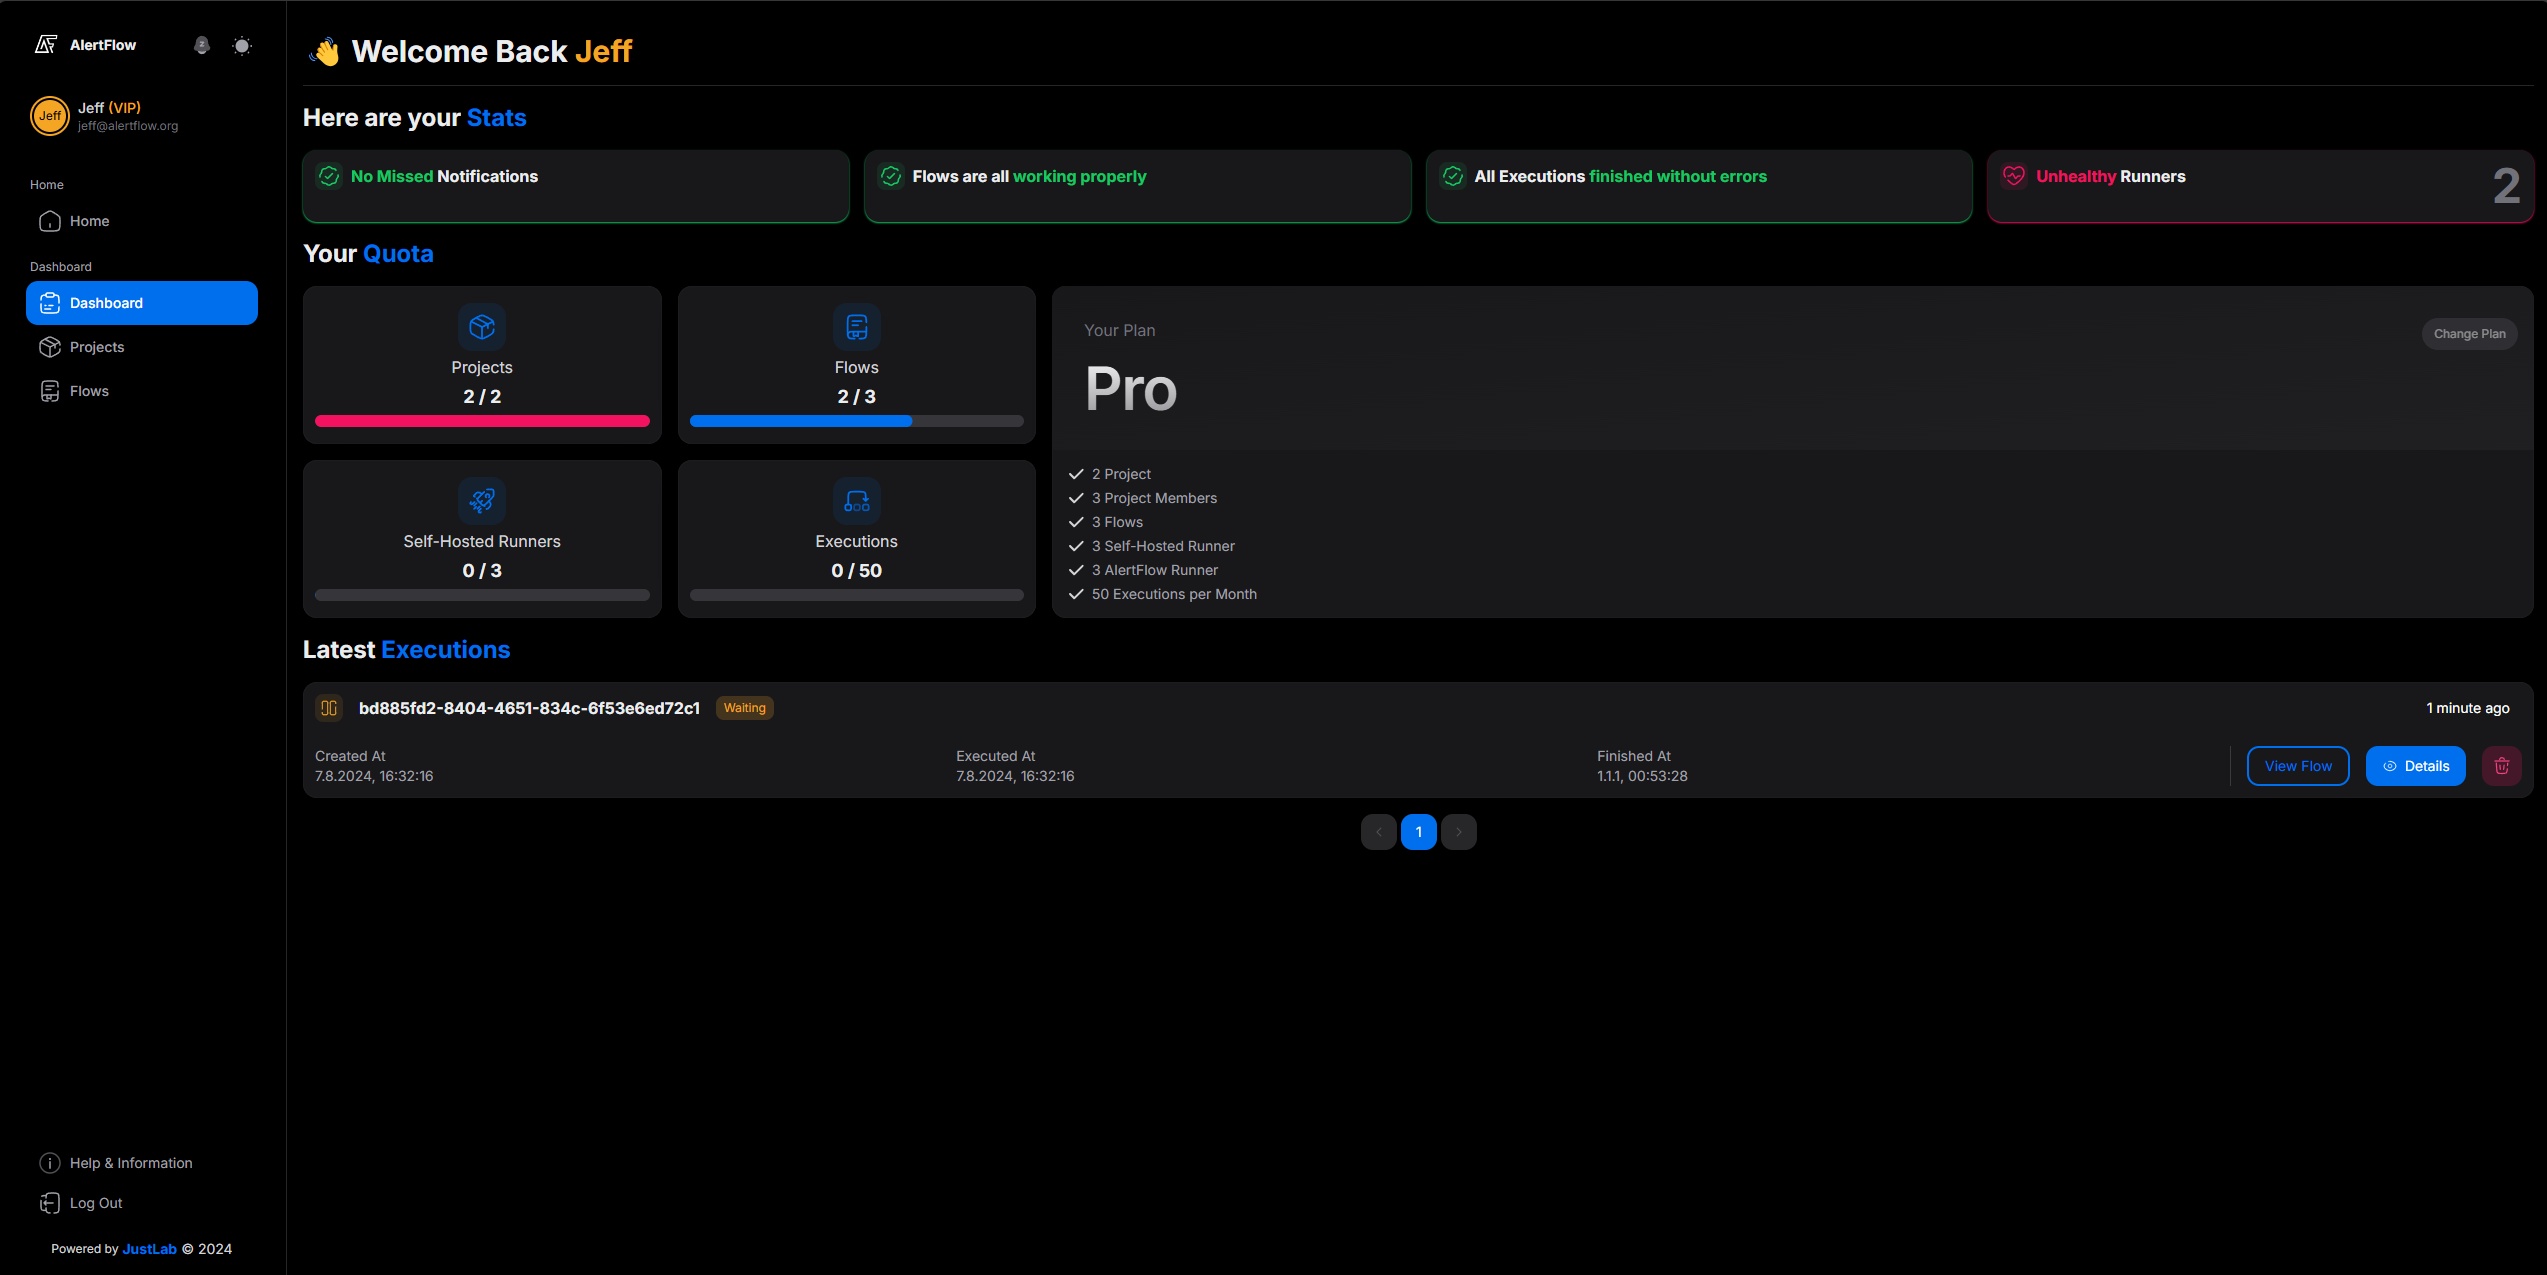 AlertFlow
Jeff
Jeff (VIP)
jeff@alertflow.org
Home
Home
Dashboard
Dashboard
Projects
Flows
Help & Information
Log Out
Powered by JustLab © 2024
Welcome Back Jeff
Here are your Stats
No Missed Notifications
Flows are all working properly
All Executions finished without errors
Unhealthy Runners
2
Your Quota
Projects
2 / 2
Flows
2 / 3
Self-Hosted Runners
0 / 3
Executions
0 / 50
Your Plan
Change Plan
Pro
2 Project
3 Project Members
3 Flows
3 Self-Hosted Runner
3 AlertFlow Runner
50 Executions per Month
Latest Executions
bd885fd2-8404-4651-834c-6f53e6ed72c1
Waiting
1 minute ago
Created At
7.8.2024, 16:32:16
Executed At
7.8.2024, 16:32:16
Finished At
1.1.1, 00:53:28
View Flow
Details
1